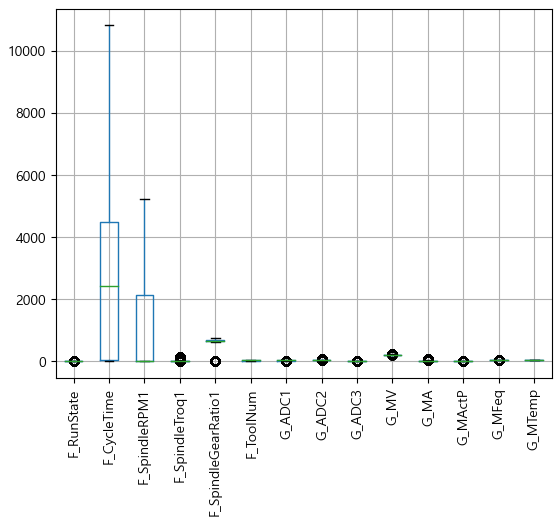 10000
8000
6000
4000
2000
0
F_RunState
F_CycleTime
F_SpindleRPM1
F_SpindleTroq1
F_SpindleGearRatio1
F_ToolNum
G_ADC1
G_ADC2
G_ADC3
G_MV
G_MA
G_MActP
G_MFeq
G_MTemp